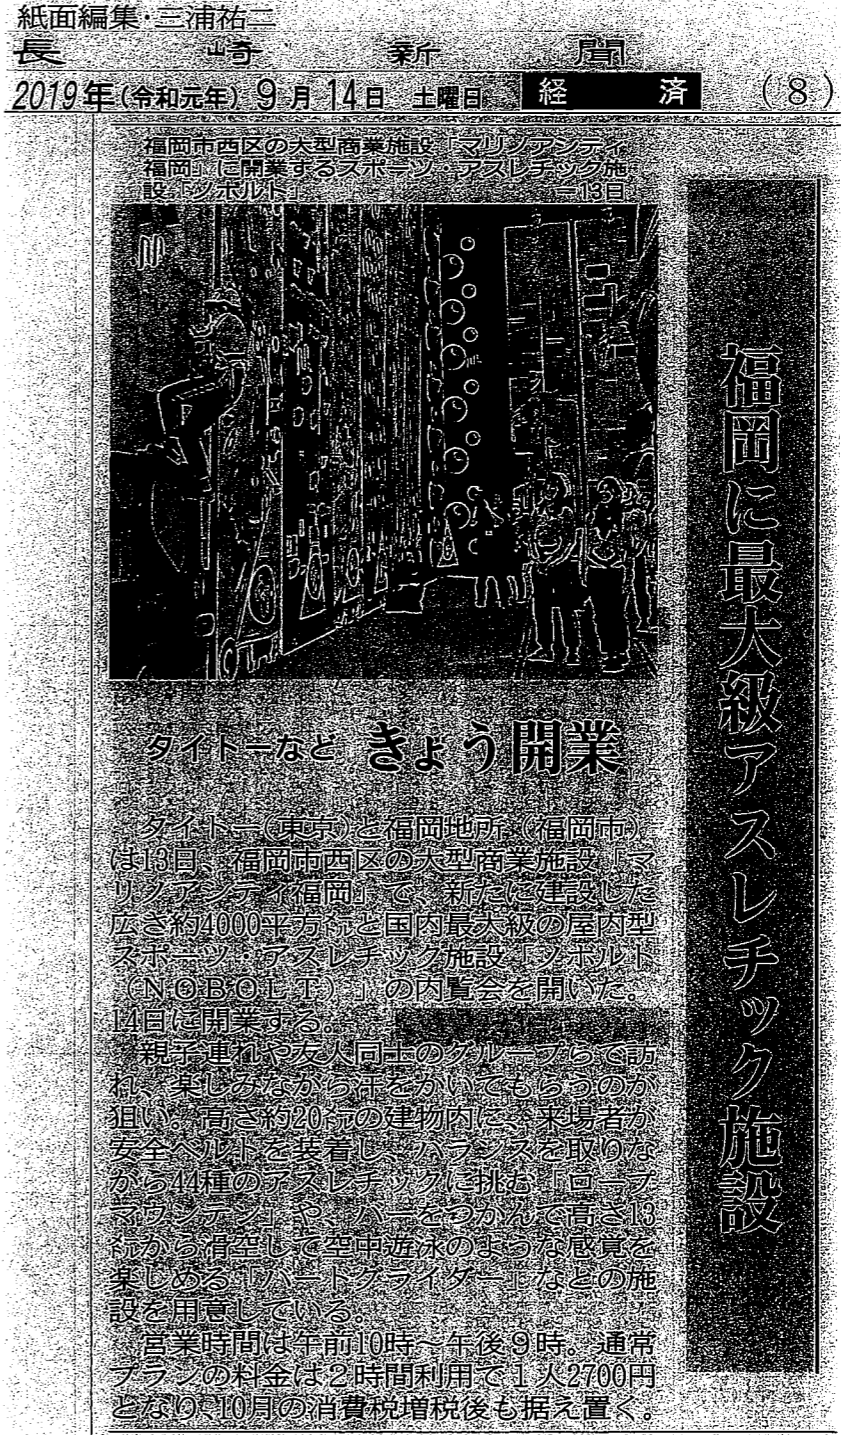 紙面編集・三浦祐二
長崎新聞
2019年(令和元年)9月14日 土曜日 経済 (8)
福岡市西区の大型商業施設「マリノアシティ
福岡」に開業するスポーツ・アスレチック施
設「ノボルト」 =13日
福岡に最大級アスレチック施設
タイトーなど きょう開業
タイトー(東京)と福岡地所(福岡市)
は13日、福岡市西区の大型商業施設「マ
リノアシティ福岡」で、新たに建設した
広さ約4000平方㍍と国内最大級の屋内型
スポーツ・アスレチック施設「ノボルト
(NOBOLT)」の内覧会を開いた。
14日に開業する。
親子連れや友人同士のグループらで訪
れ、楽しみながら汗をかいてもらうのが
狙い。高さ約20㍍の建物内に、来場者が
安全ベルトを装着し、バランスを取りな
がら44種のアスレチックに挑む「ロープ
マウンテン」や、バーをつかんで高さ13
㍍から滑空して空中遊泳のような感覚を
楽しめる「バードグライダー」などの施
設を用意している。
営業時間は午前10時～午後9時。通常
プランの料金は2時間利用で1人2700円
となり、10月の消費税増税後も据え置く。